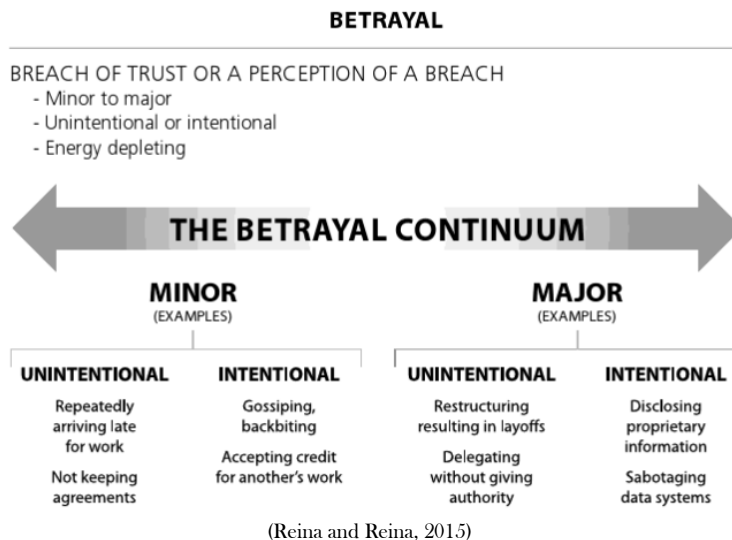 BETRAYAL
BREACH OF TRUST OR A PERCEPTION OF A BREACH
- Minor to major
- Unintentional or intentional
- Energy depleting
THE BETRAYAL CONTINUUM
MINOR
(EXAMPLES)
UNINTENTIONAL
Repeatedly
arriving late
for work
Not keeping
agreements
INTENTIONAL
Gossiping,
backbiting
Accepting credit
for another's work
MAJOR
(EXAMPLES)
UNINTENTIONAL
Restructuring
resulting in layoffs
Delegating
without giving
authority
INTENTIONAL
Disclosing
proprietary
information
Sabotaging
data systems
(Reina and Reina, 2015)